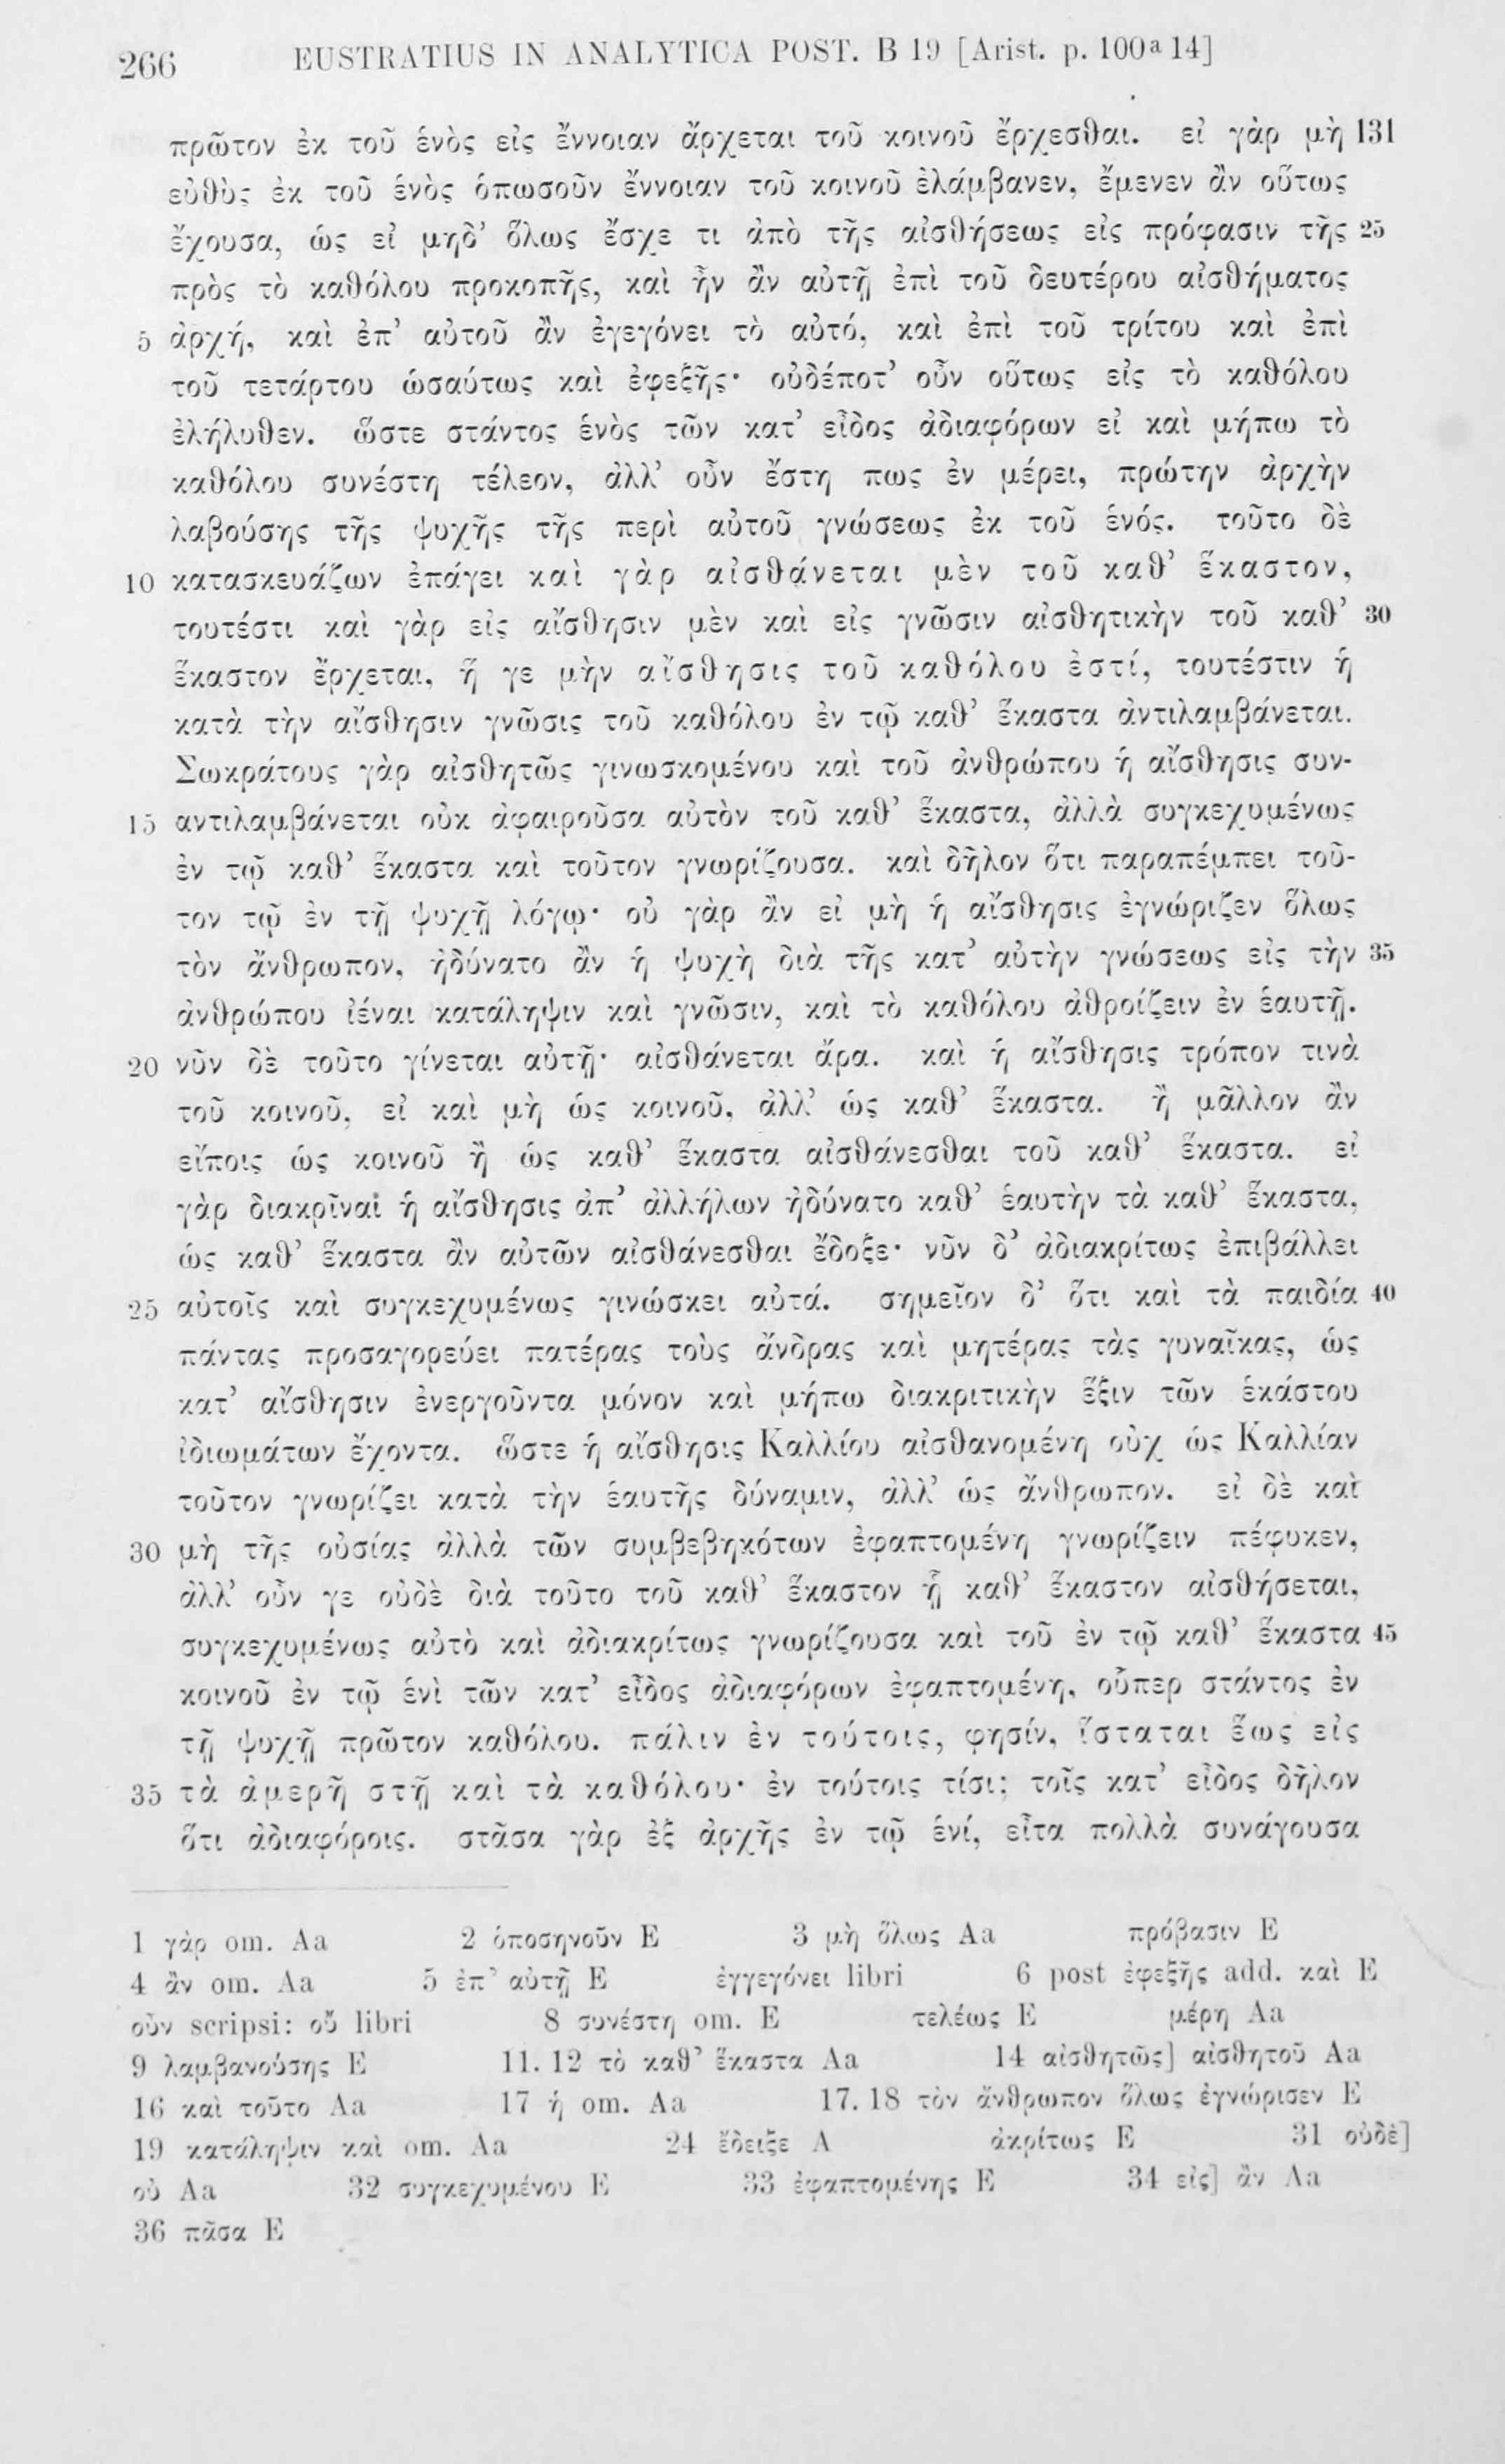 266 EUSTRATIUS IN ANALYTICA POST. B 19 [Arist. p. 100ª 14]
πρῶτον ἐκ τοῦ ἑνὸς εἰς ἔννοιαν ἄρχεται τοῦ κοινοῦ ἔρχεσθαι. εἰ γὰρ μὴ 131
εὐθὺς ἐκ τοῦ ἑνὸς ὁπωσοῦν ἔννοιαν τοῦ κοινοῦ ἐλάμβανεν, ἔμενεν ἂν οὕτως
ἔχουσα, ὡς εἰ μηδ’ ὅλως ἔσχε τι ἀπὸ τῆς αἰσθήσεως εἰς πρόφασιν τῆς 25
πρὸς τὸ καθόλου προκοπῆς, καὶ ἦν ἂν αὐτῇ ἐπὶ τοῦ δευτέρου αἰσθήματος
5 ἀρχή, καὶ ἐπ’ αὐτοῦ ἂν ἐγεγόνει τὸ αὐτό, καὶ ἐπὶ τοῦ τρίτου καὶ ἐπὶ
τοῦ τετάρτου ὡσαύτως καὶ ἐφεξῆς· οὐδέποτ’ οὖν οὕτως εἰς τὸ καθόλου
ἐλήλυθεν. ὥστε στάντος ἑνὸς τῶν κατ’ εἶδος ἀδιαφόρων εἰ καὶ μήπω τὸ
καθόλου συνέστη τέλεον, ἀλλ’ οὖν ἔστη πως ἐν μέρει, πρώτην ἀρχὴν
λαβούσης τῆς ψυχῆς τῆς περὶ αὐτοῦ γνώσεως ἐκ τοῦ ἑνός. τοῦτο δὲ
10 κατασκευάζων ἐπάγει καὶ γὰρ αἰσθάνεται μὲν τοῦ καθ’ ἕκαστον,
τουτέστι καὶ γὰρ εἰς αἴσθησιν μὲν καὶ εἰς γνῶσιν αἰσθητικὴν τοῦ καθ’ 30
ἕκαστον ἔρχεται, ἥ γε μὴν αἴσθησις τοῦ καθόλου ἐστί, τουτέστιν ἡ
κατὰ τὴν αἴσθησιν γνῶσις τοῦ καθόλου ἐν τῷ καθ’ ἕκαστα ἀντιλαμβάνεται.
Σωκράτους γὰρ αἰσθητῶς γινωσκομένου καὶ τοῦ ἀνθρώπου ἡ αἴσθησις συν-
15 αντιλαμβάνεται οὐκ ἀφαιροῦσα αὐτὸν τοῦ καθ’ ἕκαστα, ἀλλὰ συγκεχυμένως
ἐν τῷ καθ’ ἕκαστα καὶ τοῦτον γνωρίζουσα. καὶ δῆλον ὅτι παραπέμπει τοῦ-
τον τῷ ἐν τῇ ψυχῇ λόγῳ· οὐ γὰρ ἂν εἰ μὴ ἡ αἴσθησις ἐγνώριζεν ὅλως
τὸν ἄνθρωπον, ἠδύνατο ἂν ἡ ψυχὴ διὰ τῆς κατ’ αὐτὴν γνώσεως εἰς τὴν 35
ἀνθρώπου ἰέναι κατάληψιν καὶ γνῶσιν, καὶ τὸ καθόλου ἀθροίζειν ἐν ἑαυτῇ.
20 νῦν δὲ τοῦτο γίνεται αὐτῇ· αἰσθάνεται ἄρα. καὶ ἡ αἴσθησις τρόπον τινὰ
τοῦ κοινοῦ, εἰ καὶ μὴ ὡς κοινοῦ, ἀλλ’ ὡς καθ’ ἕκαστα. ἢ μᾶλλον ἂν
εἴποις ὡς κοινοῦ ἢ ὡς καθ’ ἕκαστα αἰσθάνεσθαι τοῦ καθ’ ἕκαστα. εἰ
γὰρ διακρῖναι ἡ αἴσθησις ἀπ’ ἀλλήλων ἠδύνατο καθ’ ἑαυτὴν τὰ καθ’ ἕκαστα,
ὡς καθ’ ἕκαστα ἂν αὐτῶν αἰσθάνεσθαι ἔδοξε· νῦν δ’ ἀδιακρίτως ἐπιβάλλει
25 αὐτοῖς καὶ συγκεχυμένως γινώσκει αὐτά. σημεῖον δ’ ὅτι καὶ τὰ παιδία 40
πάντας προσαγορεύει πατέρας τοὺς ἄνδρας καὶ μητέρας τὰς γυναῖκας, ὡς
κατ’ αἴσθησιν ἐνεργοῦντα μόνον καὶ μήπω διακριτικὴν ἕξιν τῶν ἑκάστου
ἰδιωμάτων ἔχοντα. ὥστε ἡ αἴσθησις Καλλίου αἰσθανομένη οὐχ ὡς Καλλίαν
τοῦτον γνωρίζει κατὰ τὴν ἑαυτῆς δύναμιν, ἀλλ’ ὡς ἄνθρωπον. εἰ δὲ καὶ
30 μὴ τῆς οὐσίας ἀλλὰ τῶν συμβεβηκότων ἐφαπτομένη γνωρίζειν πέφυκεν,
ἀλλ’ οὖν γε οὐδὲ διὰ τοῦτο τοῦ καθ’ ἕκαστον ᾗ καθ’ ἕκαστον αἰσθήσεται,
συγκεχυμένως αὐτὸ καὶ ἀδιακρίτως γνωρίζουσα καὶ τοῦ ἐν τῷ καθ’ ἕκαστα 45
κοινοῦ ἐν τῷ ἑνὶ τῶν κατ’ εἶδος ἀδιαφόρων ἐφαπτομένη, οὗπερ στάντος ἐν
τῇ ψυχῇ πρῶτον καθόλου. πάλιν ἐν τούτοις, φησίν, ἵσταται ἕως εἰς
35 τὰ ἀμερῆ στῇ καὶ τὰ καθόλου· ἐν τούτοις τίσι; τοῖς κατ’ εἶδος δῆλον
ὅτι ἀδιαφόροις. στᾶσα γὰρ ἐξ ἀρχῆς ἐν τῷ ἑνί, εἶτα πολλὰ συνάγουσα
1 γὰρ om. Aa 2 ὁποσηνοῦν E 3 μὴ ὅλως Aa πρόβασιν E
4 ἂν om. Aa 5 ἐπ’ αὐτῇ E ἐγγεγόνει libri 6 post ἐφεξῆς add. καὶ E
οὖν scripsi: οὔ libri 8 συνέστη om. E τελέως E μέρη Aa
9 λαμβανούσης E 11. 12 τὸ καθ’ ἕκαστα Aa 14 αἰσθητῶς] αἰσθητοῦ Aa
16 καὶ τοῦτο Aa 17 ἡ om. Aa 17. 18 τὸν ἄνθρωπον ὅλως ἐγνώρισεν E
19 κατάληψιν καὶ om. Aa 24 ἔδειξε A ἀκρίτως E 31 οὐδὲ]
οὐ Aa 32 συγκεχυμένου E 33 ἐφαπτομένης E 34 εἰς] ἂν Aa
36 πᾶσα E